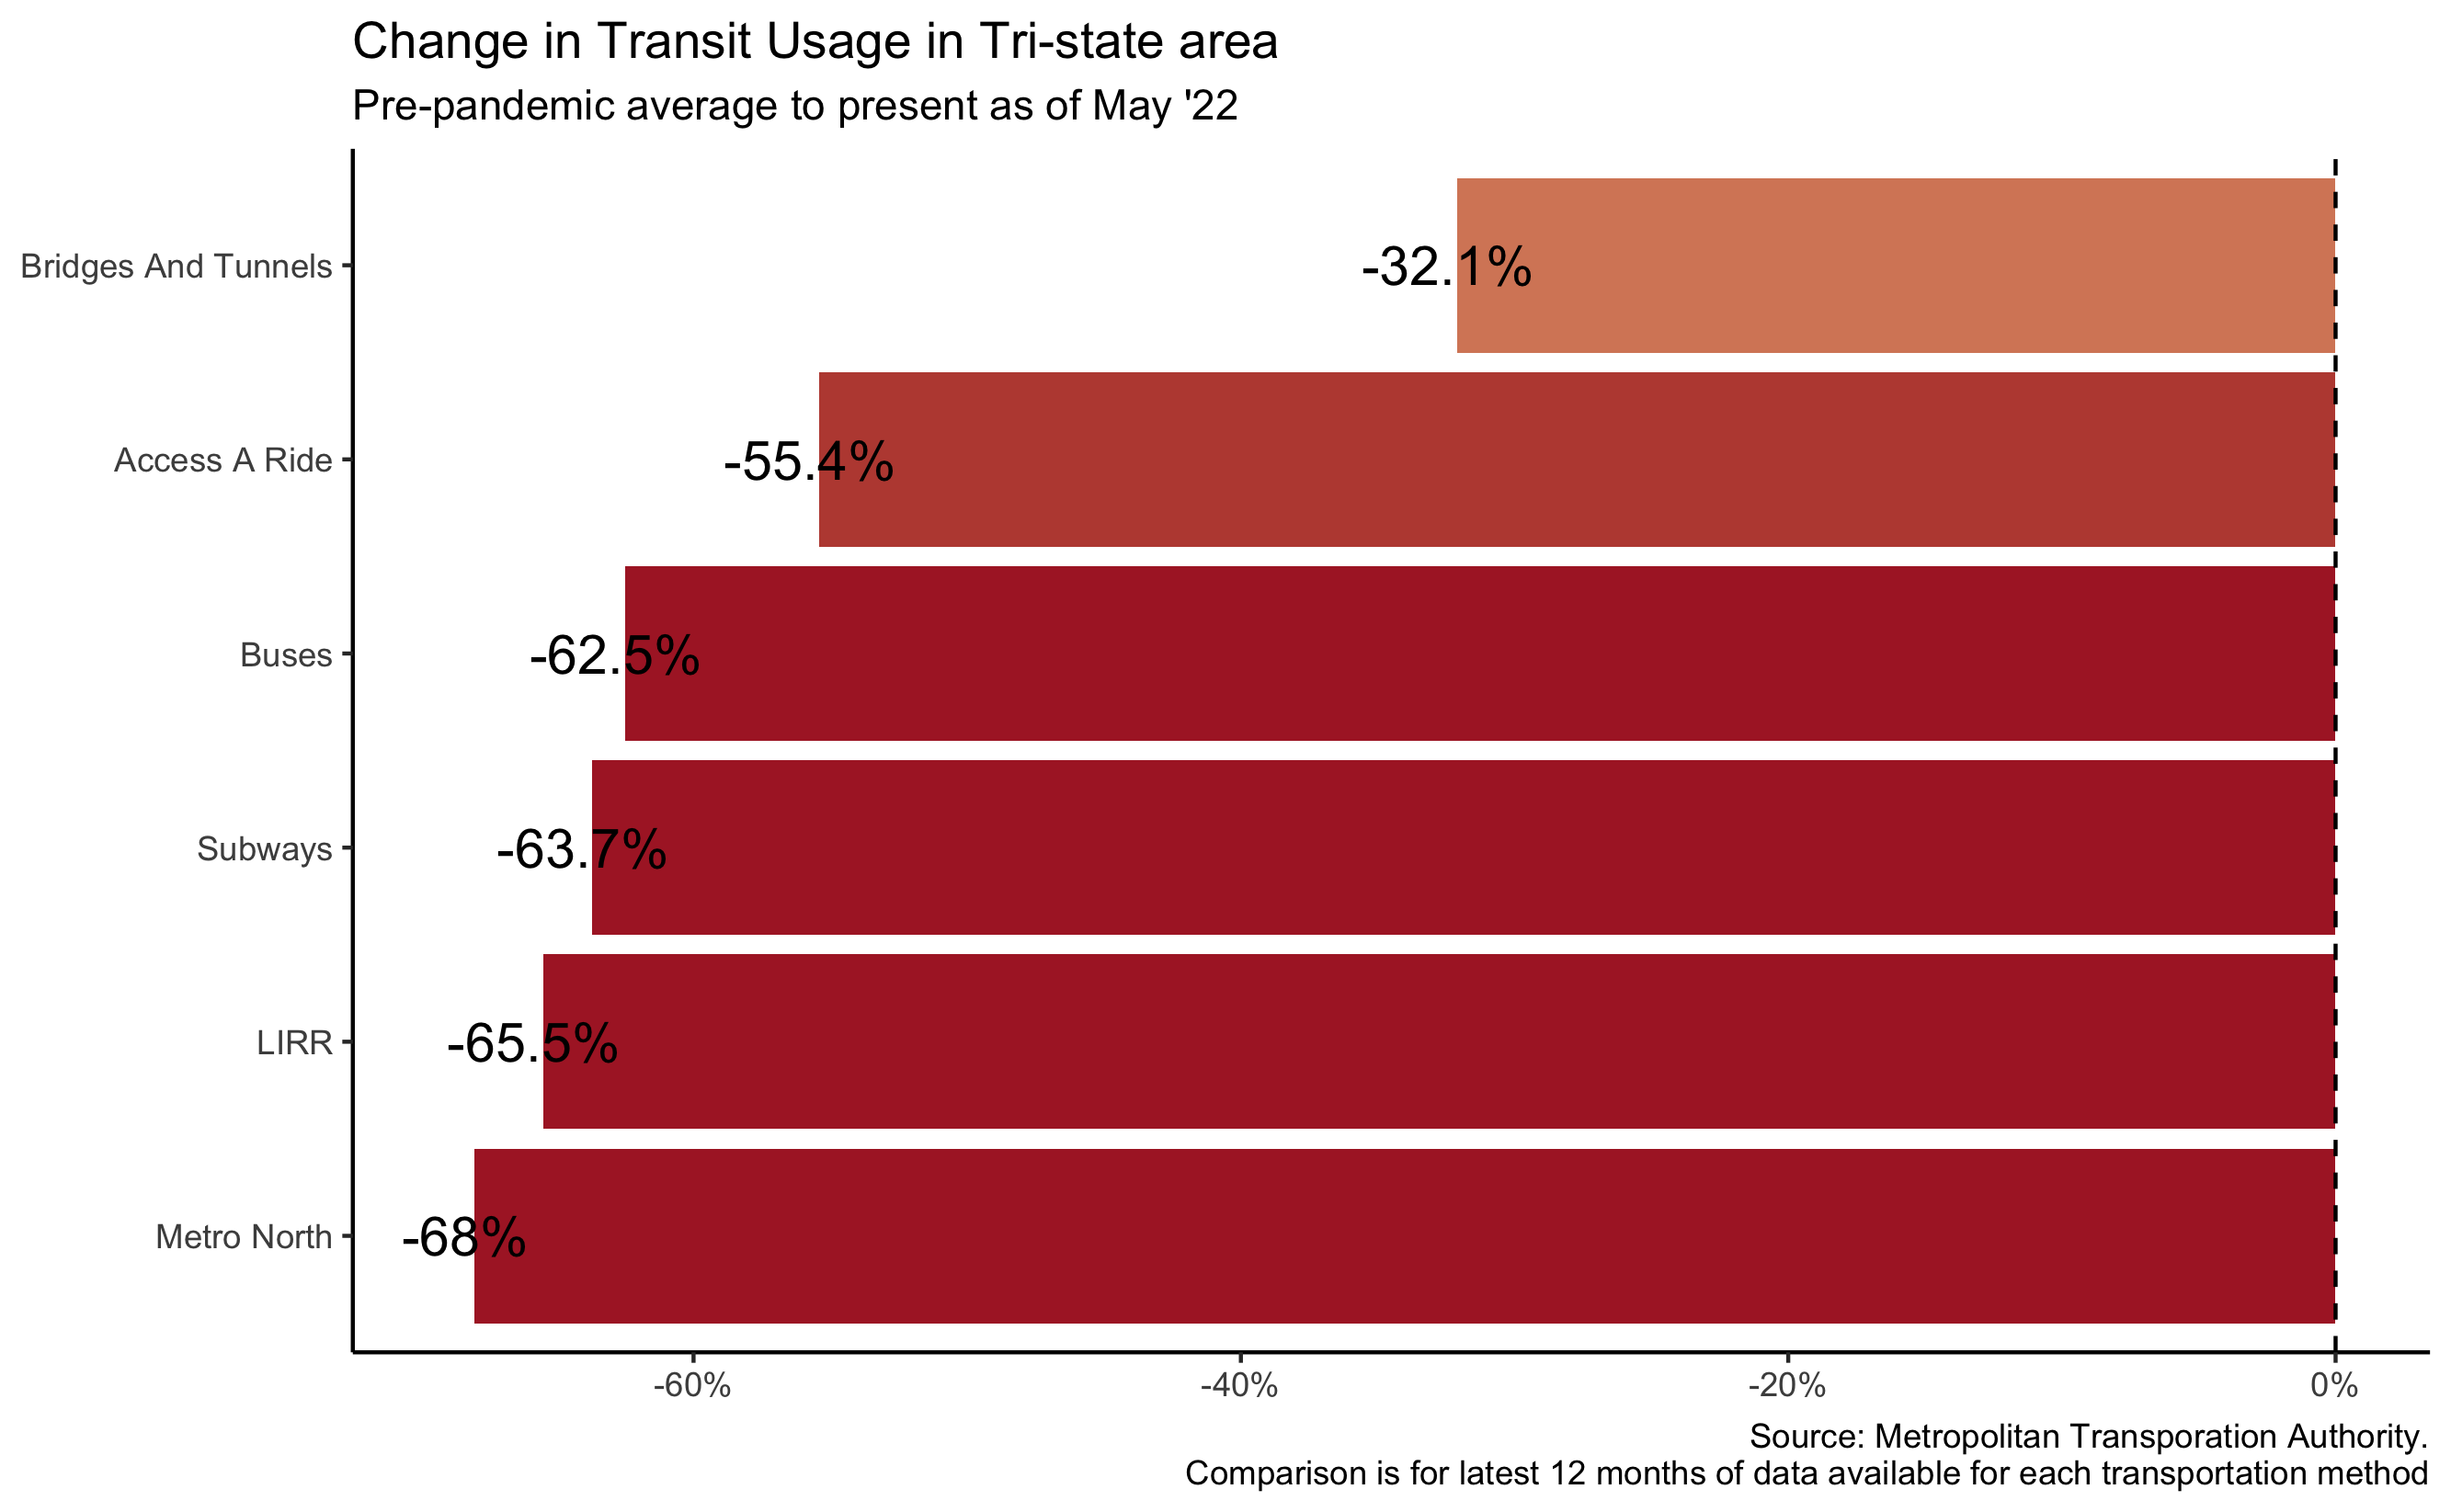 Change in Transit Usage in Tri-state area
Pre-pandemic average to present as of May '22
Bridges And Tunnels
-32.1%
Access A Ride
-55.4%
Buses
-62.5%
Subways
-63.7%
LIRR
-65.5%
Metro North
-68%
-60%
-40%
-20%
0%
Source: Metropolitan Transporation Authority.
Comparison is for latest 12 months of data available for each transportation method